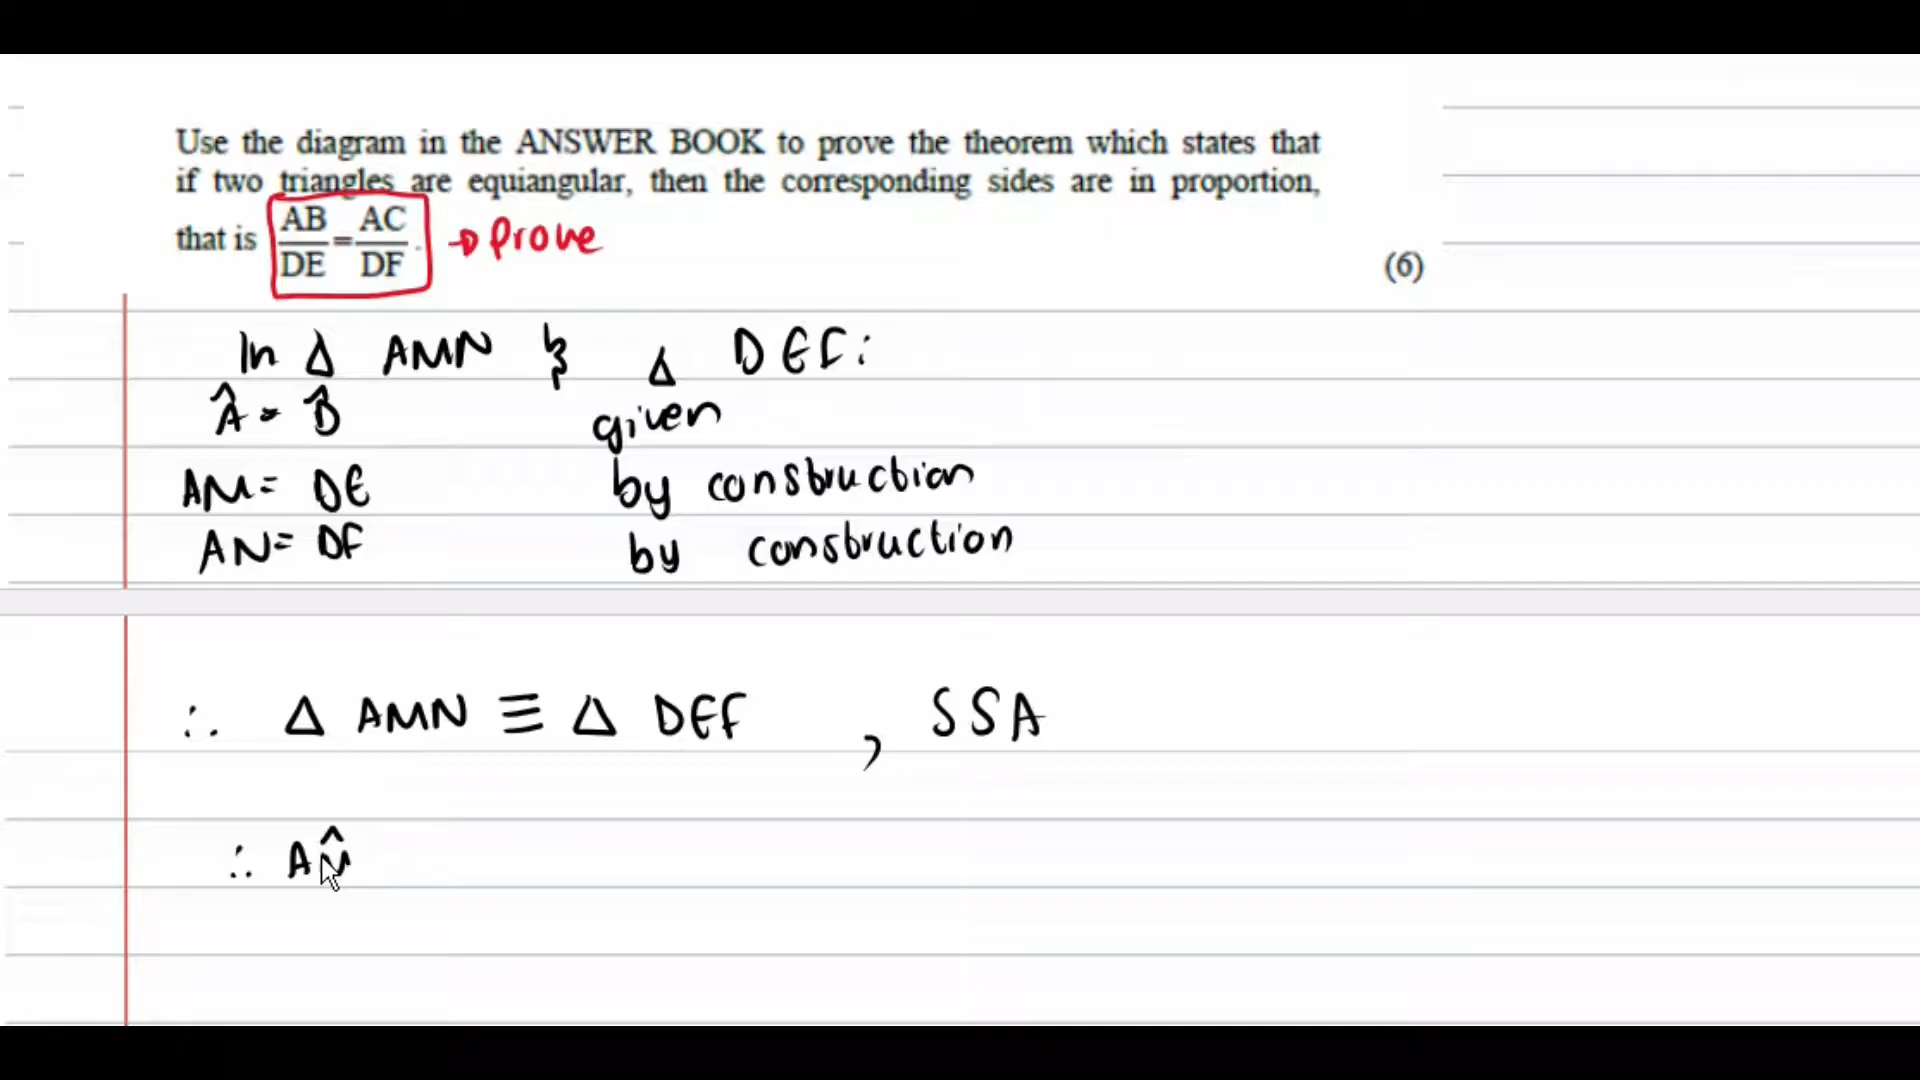 Use the diagram in the ANSWER BOOK to prove the theorem which states that
if two triangles are equiangular, then the corresponding sides are in proportion,
that is AB/DE = AC/DF. → Prove
(6)
In Δ AMN & Δ DEF:
Â = B̂ given
AM = DE by construction
AN = DF by construction
∴ Δ AMN ≡ Δ DEF , SSA
∴ AM̂